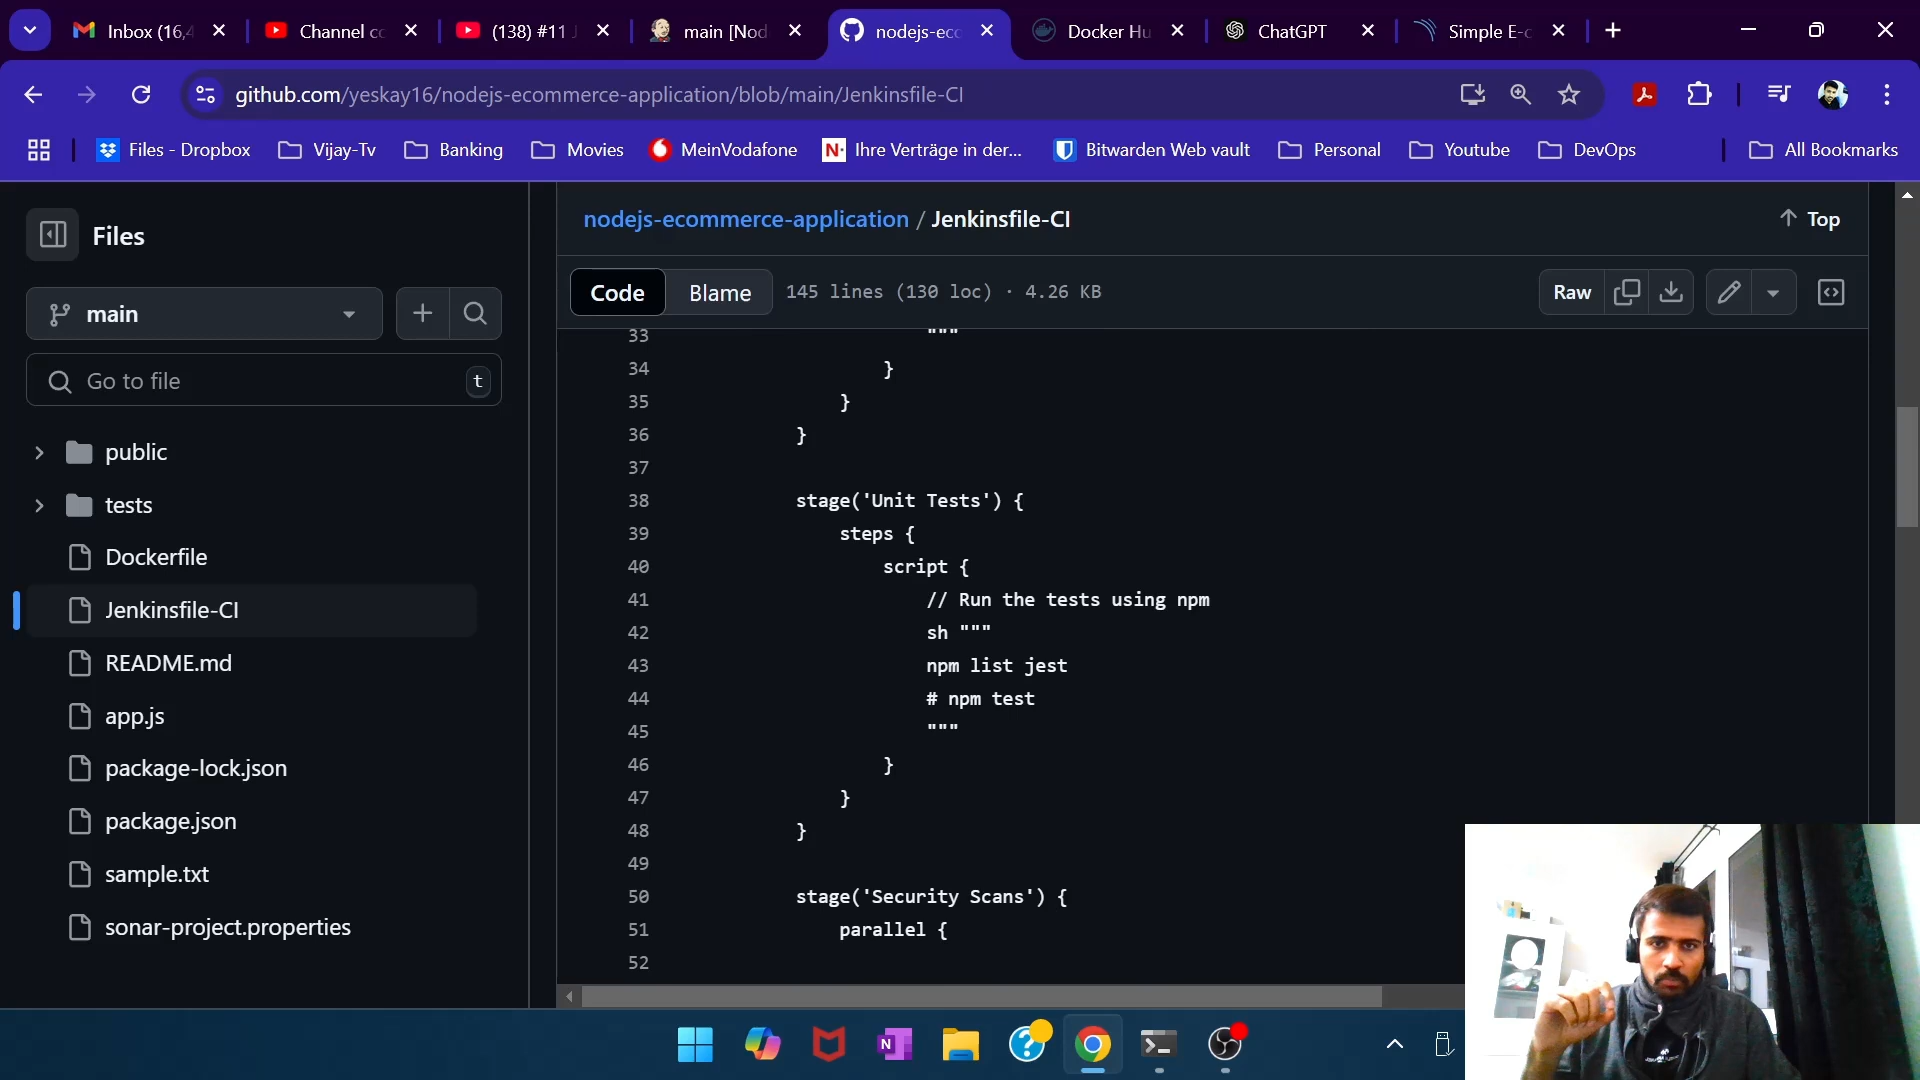 Inbox (16,4
Channel cc
(138) #11 J
main [Nod
nodejs-ecc
Docker Hu
ChatGPT
Simple E-c
github.com/yeskay16/nodejs-ecommerce-application/blob/main/Jenkinsfile-CI
Files - Dropbox
Vijay-Tv
Banking
Movies
MeinVodafone
Ihre Verträge in der...
Bitwarden Web vault
Personal
Youtube
DevOps
All Bookmarks
Files
main
Go to file
t
public
tests
Dockerfile
Jenkinsfile-CI
README.md
app.js
package-lock.json
package.json
sample.txt
sonar-project.properties
nodejs-ecommerce-application / Jenkinsfile-CI
Top
Code
Blame
145 lines (130 loc) · 4.26 KB
Raw
33 """
34 }
35 }
36 }
37
38 stage('Unit Tests') {
39 steps {
40 script {
41 // Run the tests using npm
42 sh """
43 npm list jest
44 # npm test
45 """
46 }
47 }
48 }
49
50 stage('Security Scans') {
51 parallel {
52